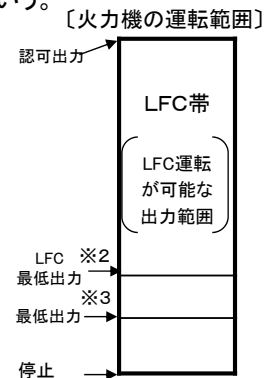 いう。
〔火力機の運転範囲〕
認可出力
LFC帯
LFC運転
が可能な
出力範囲
LFC ※2
最低出力
※3
最低出力
停止